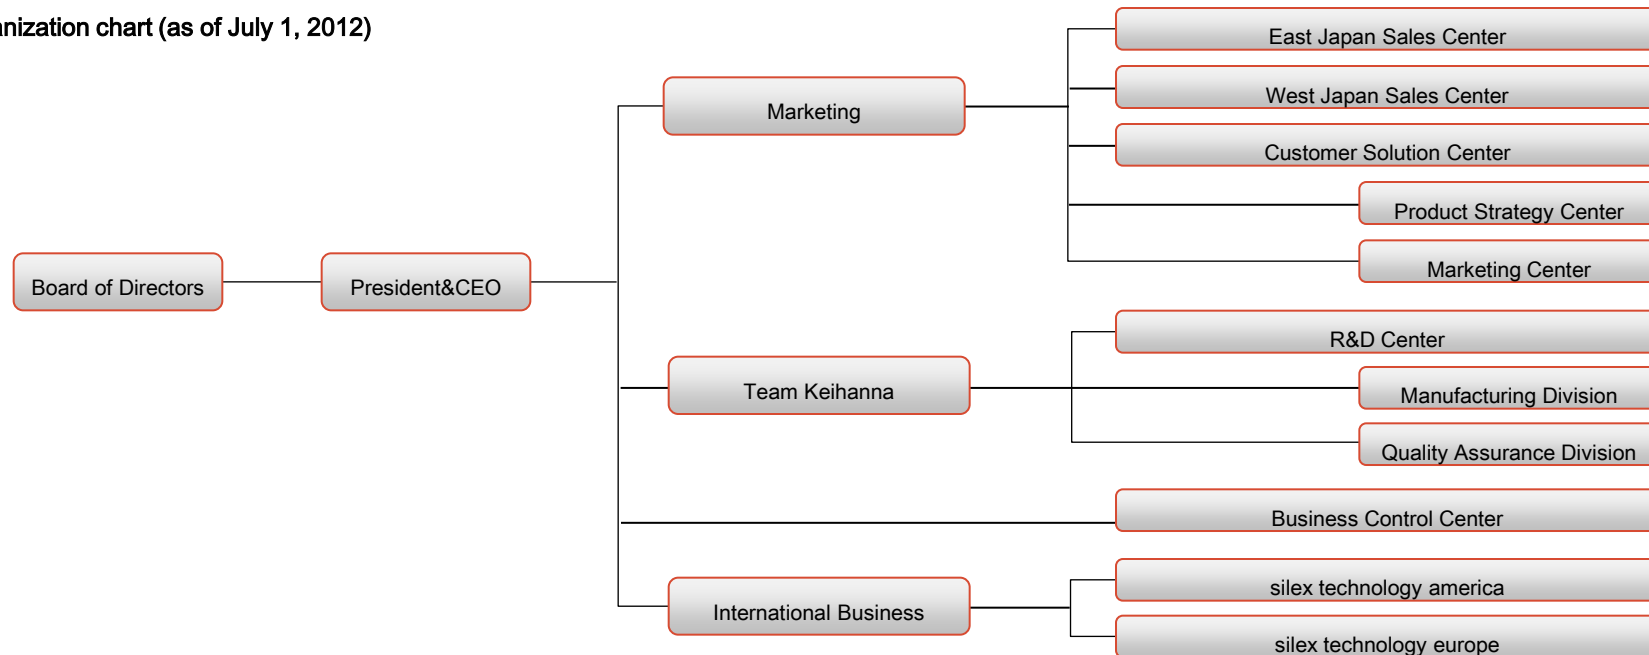 anization chart (as of July 1, 2012)
East Japan Sales Center
West Japan Sales Center
Marketing
Customer Solution Center
Product Strategy Center
Marketing Center
Board of Directors
President&CEO
R&D Center
Team Keihanna
Manufacturing Division
Quality Assurance Division
Business Control Center
International Business
silex technology america
silex technology europe